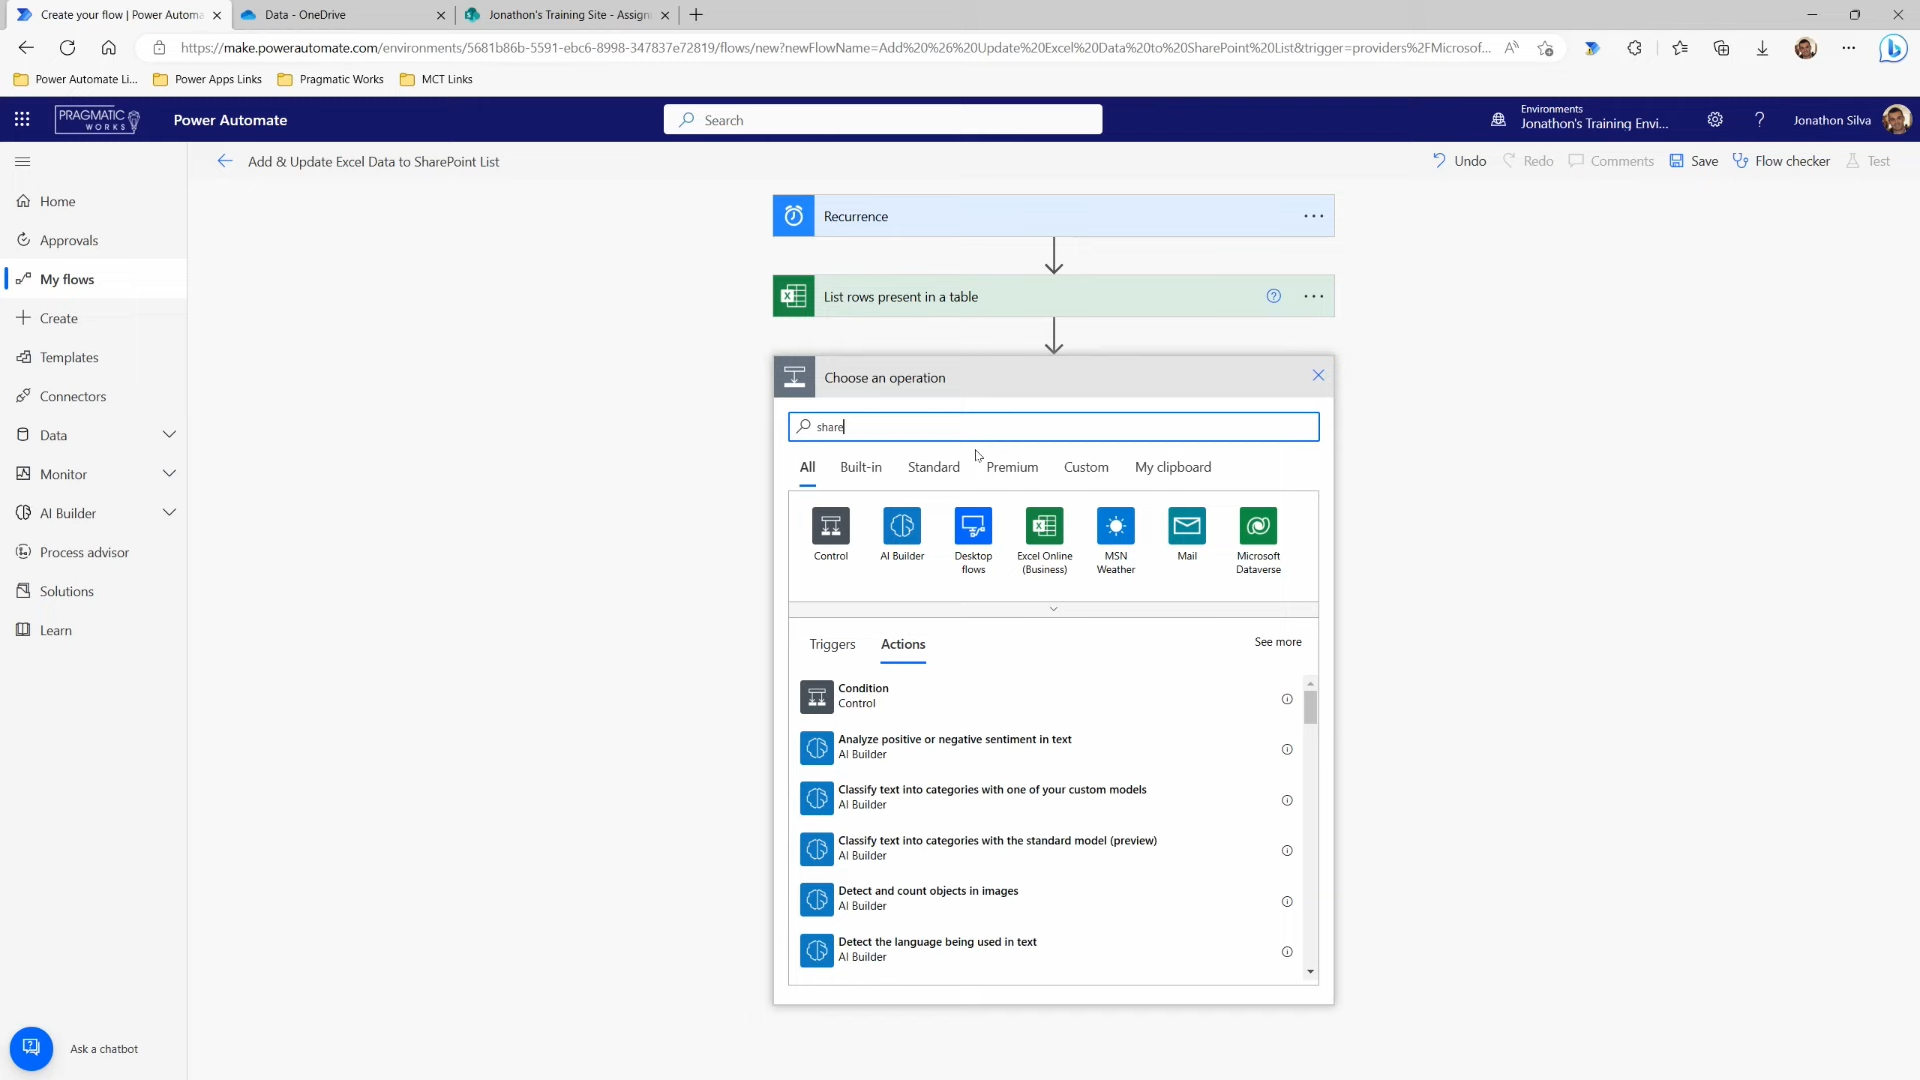 Create your flow | Power Automa
Data - OneDrive
Jonathon's Training Site - Assign
https://make.powerautomate.com/environments/5681b86b-5591-ebc6-8998-347837e72819/flows/new?newFlowName=Add%20%26%20Update%20Excel%20Data%20to%20SharePoint%20List&trigger=providers%2FMicrosof...
Power Automate Li...
Power Apps Links
Pragmatic Works
MCT Links
PRAGMATIC
WORKS
Power Automate
Search
Environments
Jonathon's Training Envi...
?
Jonathon Silva
Add & Update Excel Data to SharePoint List
Undo
Redo
Comments
Save
Flow checker
Test
Home
Approvals
My flows
Create
Templates
Connectors
Data
Monitor
AI Builder
Process advisor
Solutions
Learn
Ask a chatbot
Recurrence
List rows present in a table
Choose an operation
share
All
Built-in
Standard
Premium
Custom
My clipboard
Control
AI Builder
Desktop
flows
Excel Online
(Business)
MSN
Weather
Mail
Microsoft
Dataverse
Triggers
Actions
See more
Condition
Control
Analyze positive or negative sentiment in text
AI Builder
Classify text into categories with one of your custom models
AI Builder
Classify text into categories with the standard model (preview)
AI Builder
Detect and count objects in images
AI Builder
Detect the language being used in text
AI Builder